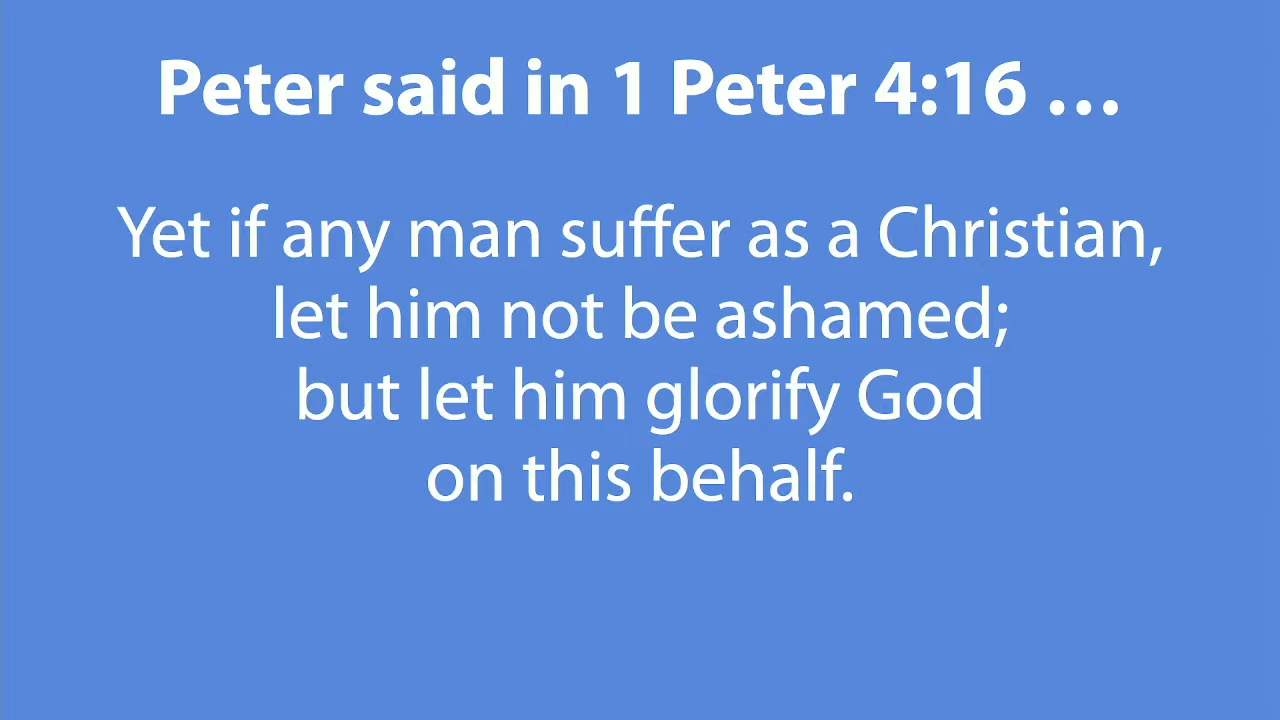 Peter said in 1 Peter 4:16 …
Yet if any man suffer as a Christian,
let him not be ashamed;
but let him glorify God
on this behalf.